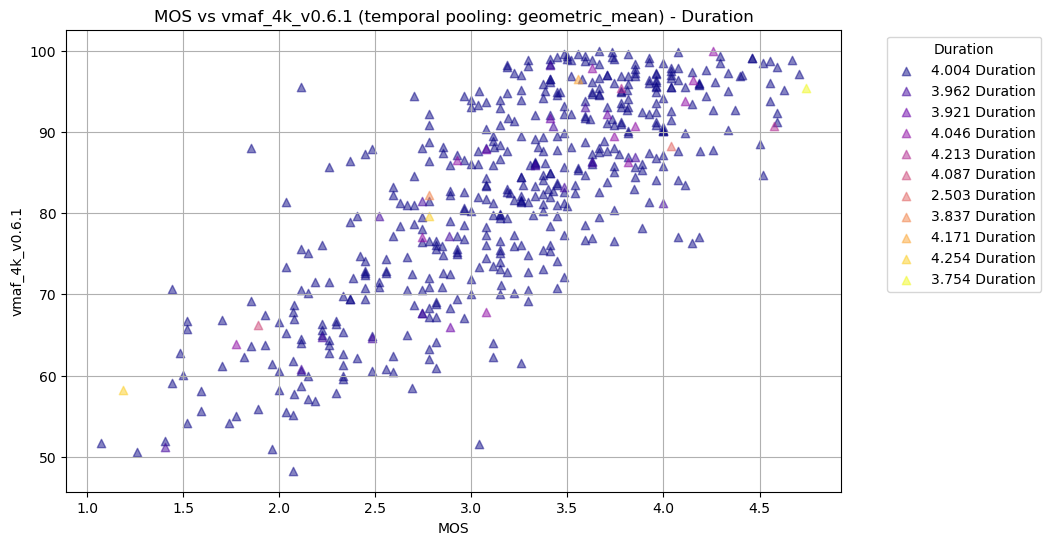 MOS vs vmaf_4k_v0.6.1 (temporal pooling: geometric_mean) - Duration
vmaf_4k_v0.6.1
100
90
80
70
60
50
1.0 1.5 2.0 2.5 3.0 3.5 4.0 4.5
MOS
Duration
4.004 Duration
3.962 Duration
3.921 Duration
4.046 Duration
4.213 Duration
4.087 Duration
2.503 Duration
3.837 Duration
4.171 Duration
4.254 Duration
3.754 Duration